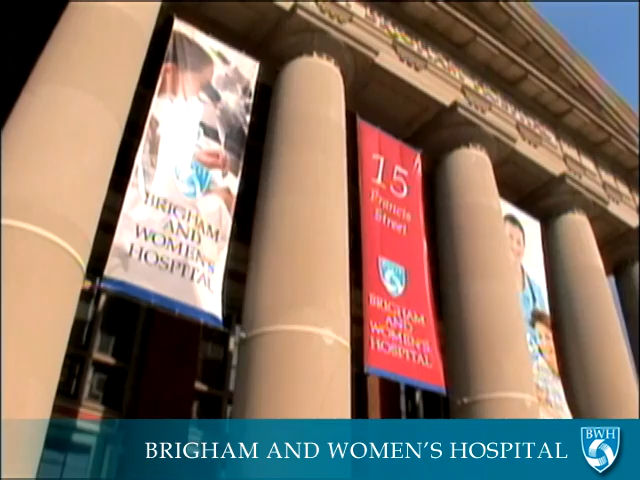 BRIGHAM
AND
WOMEN'S
HOSPITAL
15
Francis
Street
BRIGHAM
AND
WOMEN'S
HOSPITAL
BRIGHAM AND WOMEN'S HOSPITAL
BWH